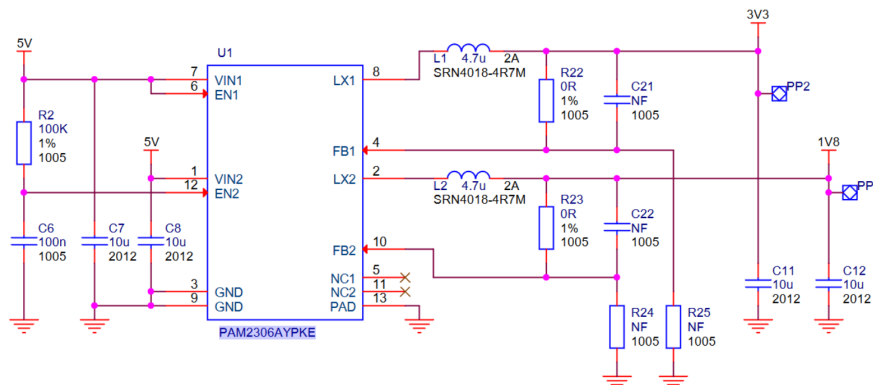 3V3
5V
U1
7
VIN1
6
EN1
LX1
8
L1
4.7u
2A
SRN4018-4R7M
R22
0R
1%
1005
C21
NF
1005
PP2
R2
100K
1%
1005
5V
FB1
4
1V8
1
VIN2
12
EN2
LX2
2
L2
4.7u
2A
SRN4018-4R7M
PP
R23
0R
1%
1005
C22
NF
1005
C6
100n
1005
C7
10u
2012
C8
10u
2012
FB2
10
3
GND
9
GND
NC1
5
NC2
11
PAD
13
C11
10u
2012
C12
10u
2012
R24
NF
1005
R25
NF
1005
PAM2306AYPKE